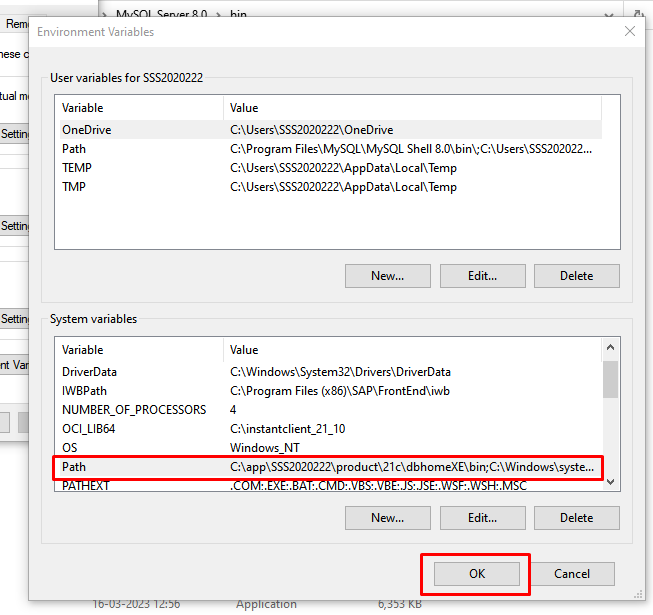 Rem
MySQL Server 8.0 bin
Environment Variables
nese c
User variables for SSS2020222
tual m
Variable Value
OneDrive C:\Users\SSS2020222\OneDrive
Setting
Path C:\Program Files\MySQL\MySQL Shell 8.0\bin\;C:\Users\SSS202022...
TEMP C:\Users\SSS2020222\AppData\Local\Temp
TMP C:\Users\SSS2020222\AppData\Local\Temp
Setting
New... Edit... Delete
System variables
Setting
Variable Value
nt Var
DriverData C:\Windows\System32\Drivers\DriverData
IWBPath C:\Program Files (x86)\SAP\FrontEnd\iwb
NUMBER_OF_PROCESSORS 4
OCI_LIB64 C:\instantclient_21_10
OS Windows_NT
Path C:\app\SSS2020222\product\21c\dbhomeXE\bin;C:\Windows\syste...
PATHEXT .COM;.EXE;.BAT;.CMD;.VBS;.VBE;.JS;.JSE;.WSF;.WSH;.MSC
New... Edit... Delete
OK Cancel
16-03-2023 12:56 Application 6,353 KB